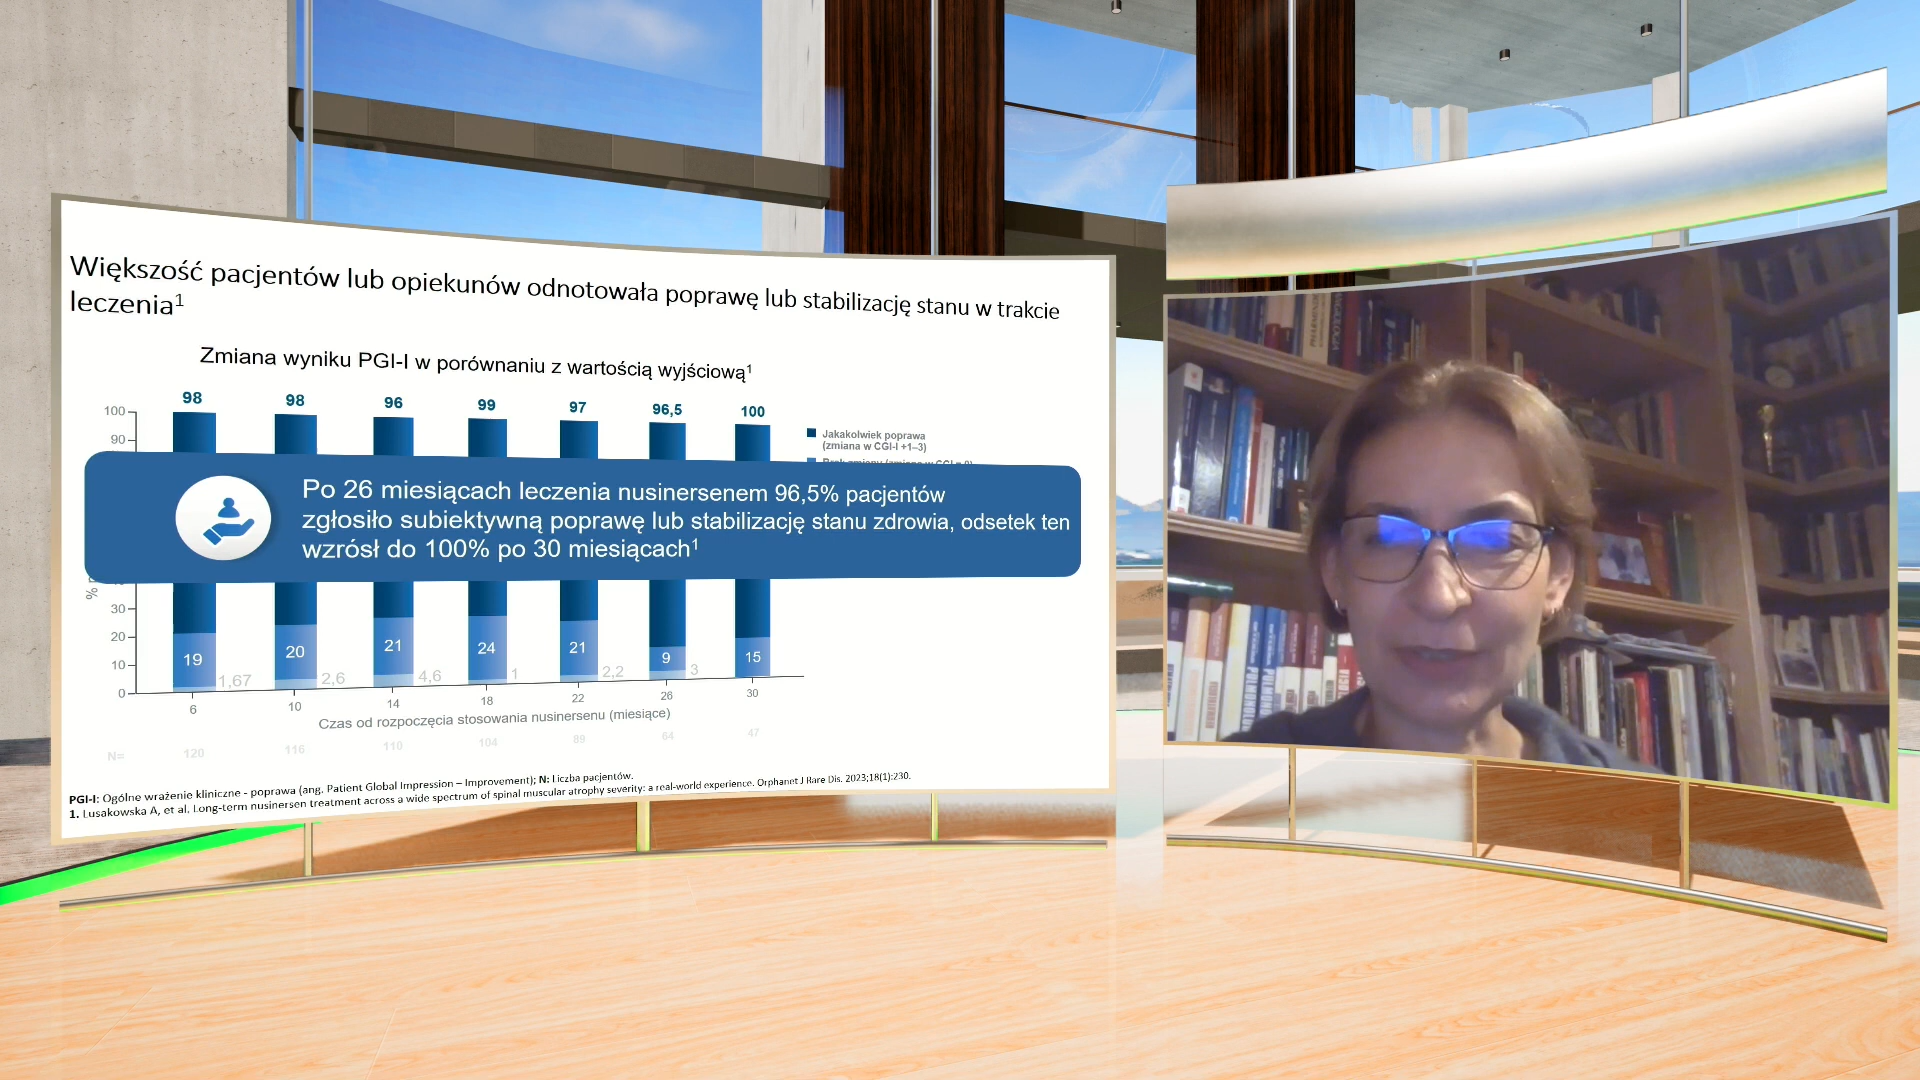 Większość pacjentów lub opiekunów odnotowała poprawę lub stabilizację stanu w trakcie
leczenia¹
Zmiana wyniku PGI-I w porównaniu z wartością wyjściową¹
98 98 96 99 97 96,5 100
100
90
Jakakolwiek poprawa
(zmiana w CGI-I +1–3)
Po 26 miesiącach leczenia nusinersenem 96,5% pacjentów
zgłosiło subiektywną poprawę lub stabilizację stanu zdrowia, odsetek ten
wzrósł do 100% po 30 miesiącach¹
%
30
20
10
0
19 20 21 24 21 9 15
1,67 2,6 4,6 1 2,2 3
6 10 14 18 22 26 30
Czas od rozpoczęcia stosowania nusinersenu (miesiące)
N= 120 116 110 104 89 64 47
PGI-I: Ogólne wrażenie kliniczne - poprawa (ang. Patient Global Impression – Improvement); N: Liczba pacjentów.
1. Lusakowska A, et al. Long-term nusinersen treatment across a wide spectrum of spinal muscular atrophy severity: a real-world experience. Orphanet J Rare Dis. 2023;18(1):230.